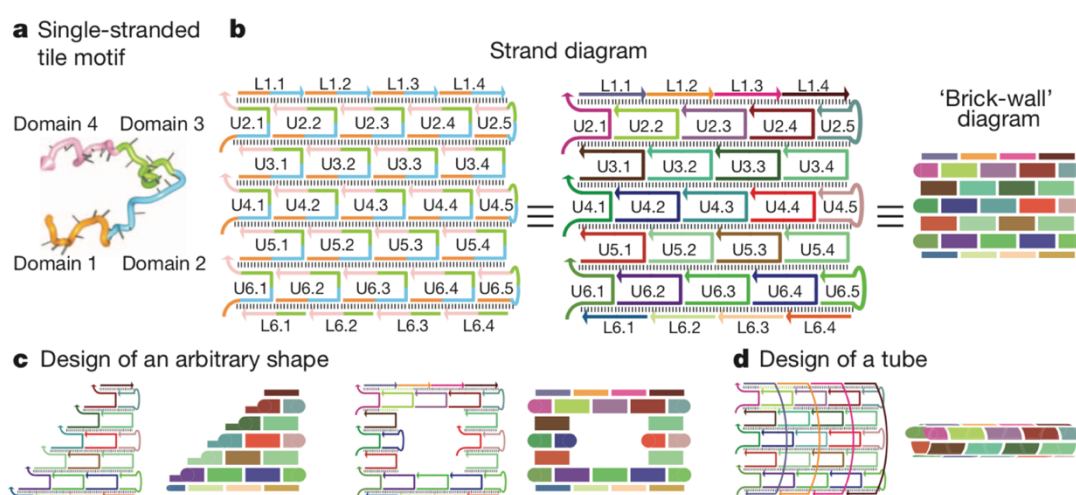 a Single-stranded
tile motif
Domain 4 Domain 3
Domain 1 Domain 2
b
Strand diagram
L1.1 L1.2 L1.3 L1.4
U2.1 U2.2 U2.3 U2.4 U2.5
U3.1 U3.2 U3.3 U3.4
U4.1 U4.2 U4.3 U4.4 U4.5
U5.1 U5.2 U5.3 U5.4
U6.1 U6.2 U6.3 U6.4 U6.5
L6.1 L6.2 L6.3 L6.4
L1.1 L1.2 L1.3 L1.4
U2.1 U2.2 U2.3 U2.4 U2.5
U3.1 U3.2 U3.3 U3.4
U4.1 U4.2 U4.3 U4.4 U4.5
U5.1 U5.2 U5.3 U5.4
U6.1 U6.2 U6.3 U6.4 U6.5
L6.1 L6.2 L6.3 L6.4
‘Brick-wall’
diagram
c Design of an arbitrary shape
d Design of a tube